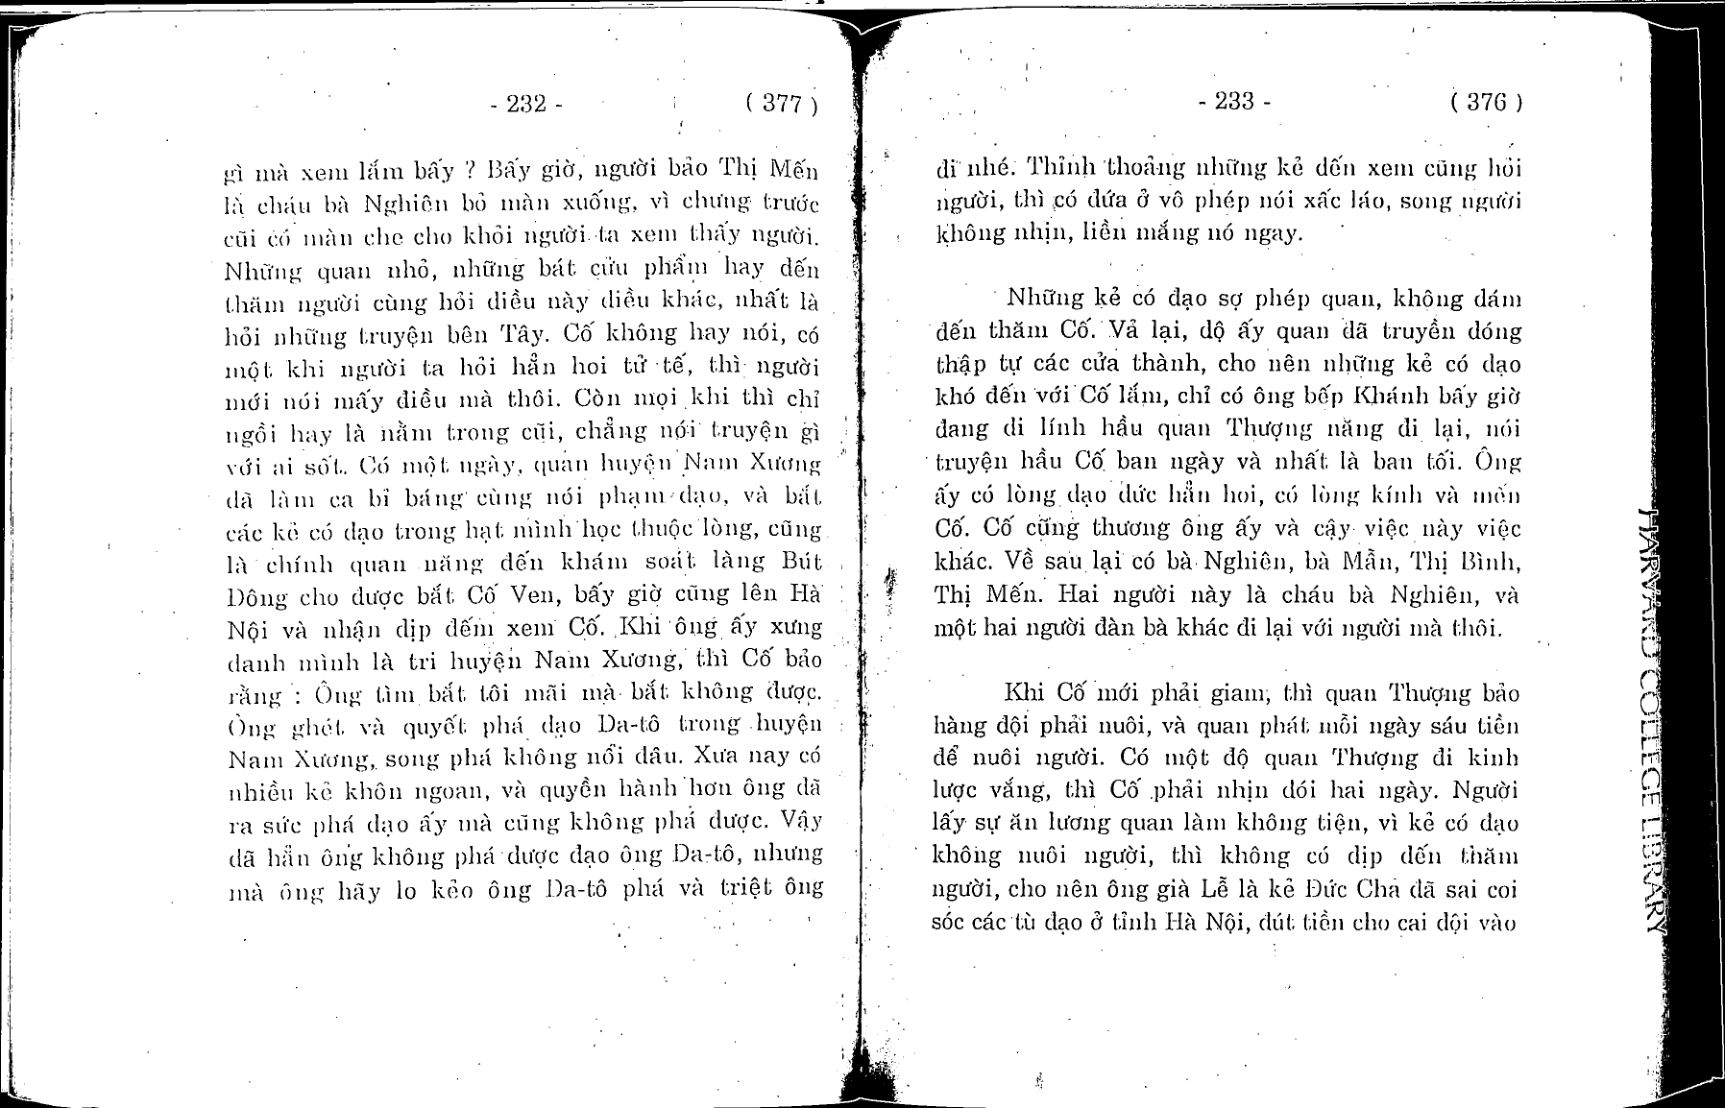 - 232 - ( 377 )
gì mà xem lắm bấy ? Bấy giờ, người bảo Thị Mến
là cháu bà Nghiên bỏ màn xuống, vì chưng trước
cũi có màn che cho khỏi người ta xem thấy người.
Những quan nhỏ, những bát cửu phẩm hay đến
thăm người cùng hỏi điều này điều khác, nhất là
hỏi những truyện bên Tây. Cố không hay nói, có
một khi người ta hỏi hẳn hoi tử tế, thì người
mới nói mấy điều mà thôi. Còn mọi khi thì chỉ
ngồi hay là nằm trong cũi, chẳng nói truyện gì
với ai sốt. Có một ngày, quan huyện Nam Xương
đã làm ca bỉ báng cùng nói phạm đạo, và bắt
các kẻ có đạo trong hạt mình học thuộc lòng, cũng
là chính quan năng đến khám soát làng Bút
Đông cho được bắt Cố Ven, bấy giờ cũng lên Hà
Nội và nhận dịp đếm xem Cố. Khi ông ấy xưng
danh mình là tri huyện Nam Xương, thì Cố bảo
rằng : Ông tìm bắt tôi mãi mà bắt không được.
Ông ghét và quyết phá đạo Da-tô trong huyện
Nam Xương, song phá không nổi đâu. Xưa nay có
nhiều kẻ khôn ngoan, và quyền hành hơn ông đã
ra sức phá đạo ấy mà cũng không phá được. Vậy
đã hẳn ông không phá được đạo ông Da-tô, nhưng
mà ông hãy lo kẻo ông Da-tô phá và triệt ông
- 233 - ( 376 )
đi nhé. Thỉnh thoảng những kẻ đến xem cũng hỏi
người, thì có đứa ở vô phép nói xấc láo, song người
không nhịn, liền mắng nó ngay.
Những kẻ có đạo sợ phép quan, không dám
đến thăm Cố. Vả lại, độ ấy quan đã truyền đóng
thập tự các cửa thành, cho nên những kẻ có đạo
khó đến với Cố lắm, chỉ có ông bếp Khánh bấy giờ
đang đi lính hầu quan Thượng năng đi lại, nói
truyện hầu Cố ban ngày và nhất là ban tối. Ông
ấy có lòng đạo đức hẳn hoi, có lòng kính và mến
Cố. Cố cũng thương ông ấy và cậy việc này việc
khác. Về sau lại có bà Nghiên, bà Mẫn, Thị Bình,
Thị Mến. Hai người này là cháu bà Nghiên, và
một hai người đàn bà khác đi lại với người mà thôi.
Khi Cố mới phải giam, thì quan Thượng bảo
hàng đội phải nuôi, và quan phát mỗi ngày sáu tiền
để nuôi người. Có một độ quan Thượng đi kinh
lược vắng, thì Cố phải nhịn đói hai ngày. Người
lấy sự ăn lương quan làm không tiện, vì kẻ có đạo
không nuôi người, thì không có dịp đến thăm
người, cho nên ông già Lễ là kẻ Đức Cha đã sai coi
sóc các tù đạo ở tỉnh Hà Nội, đút tiền cho cai đội vào
HARVARD COLLEGE LIBRARY